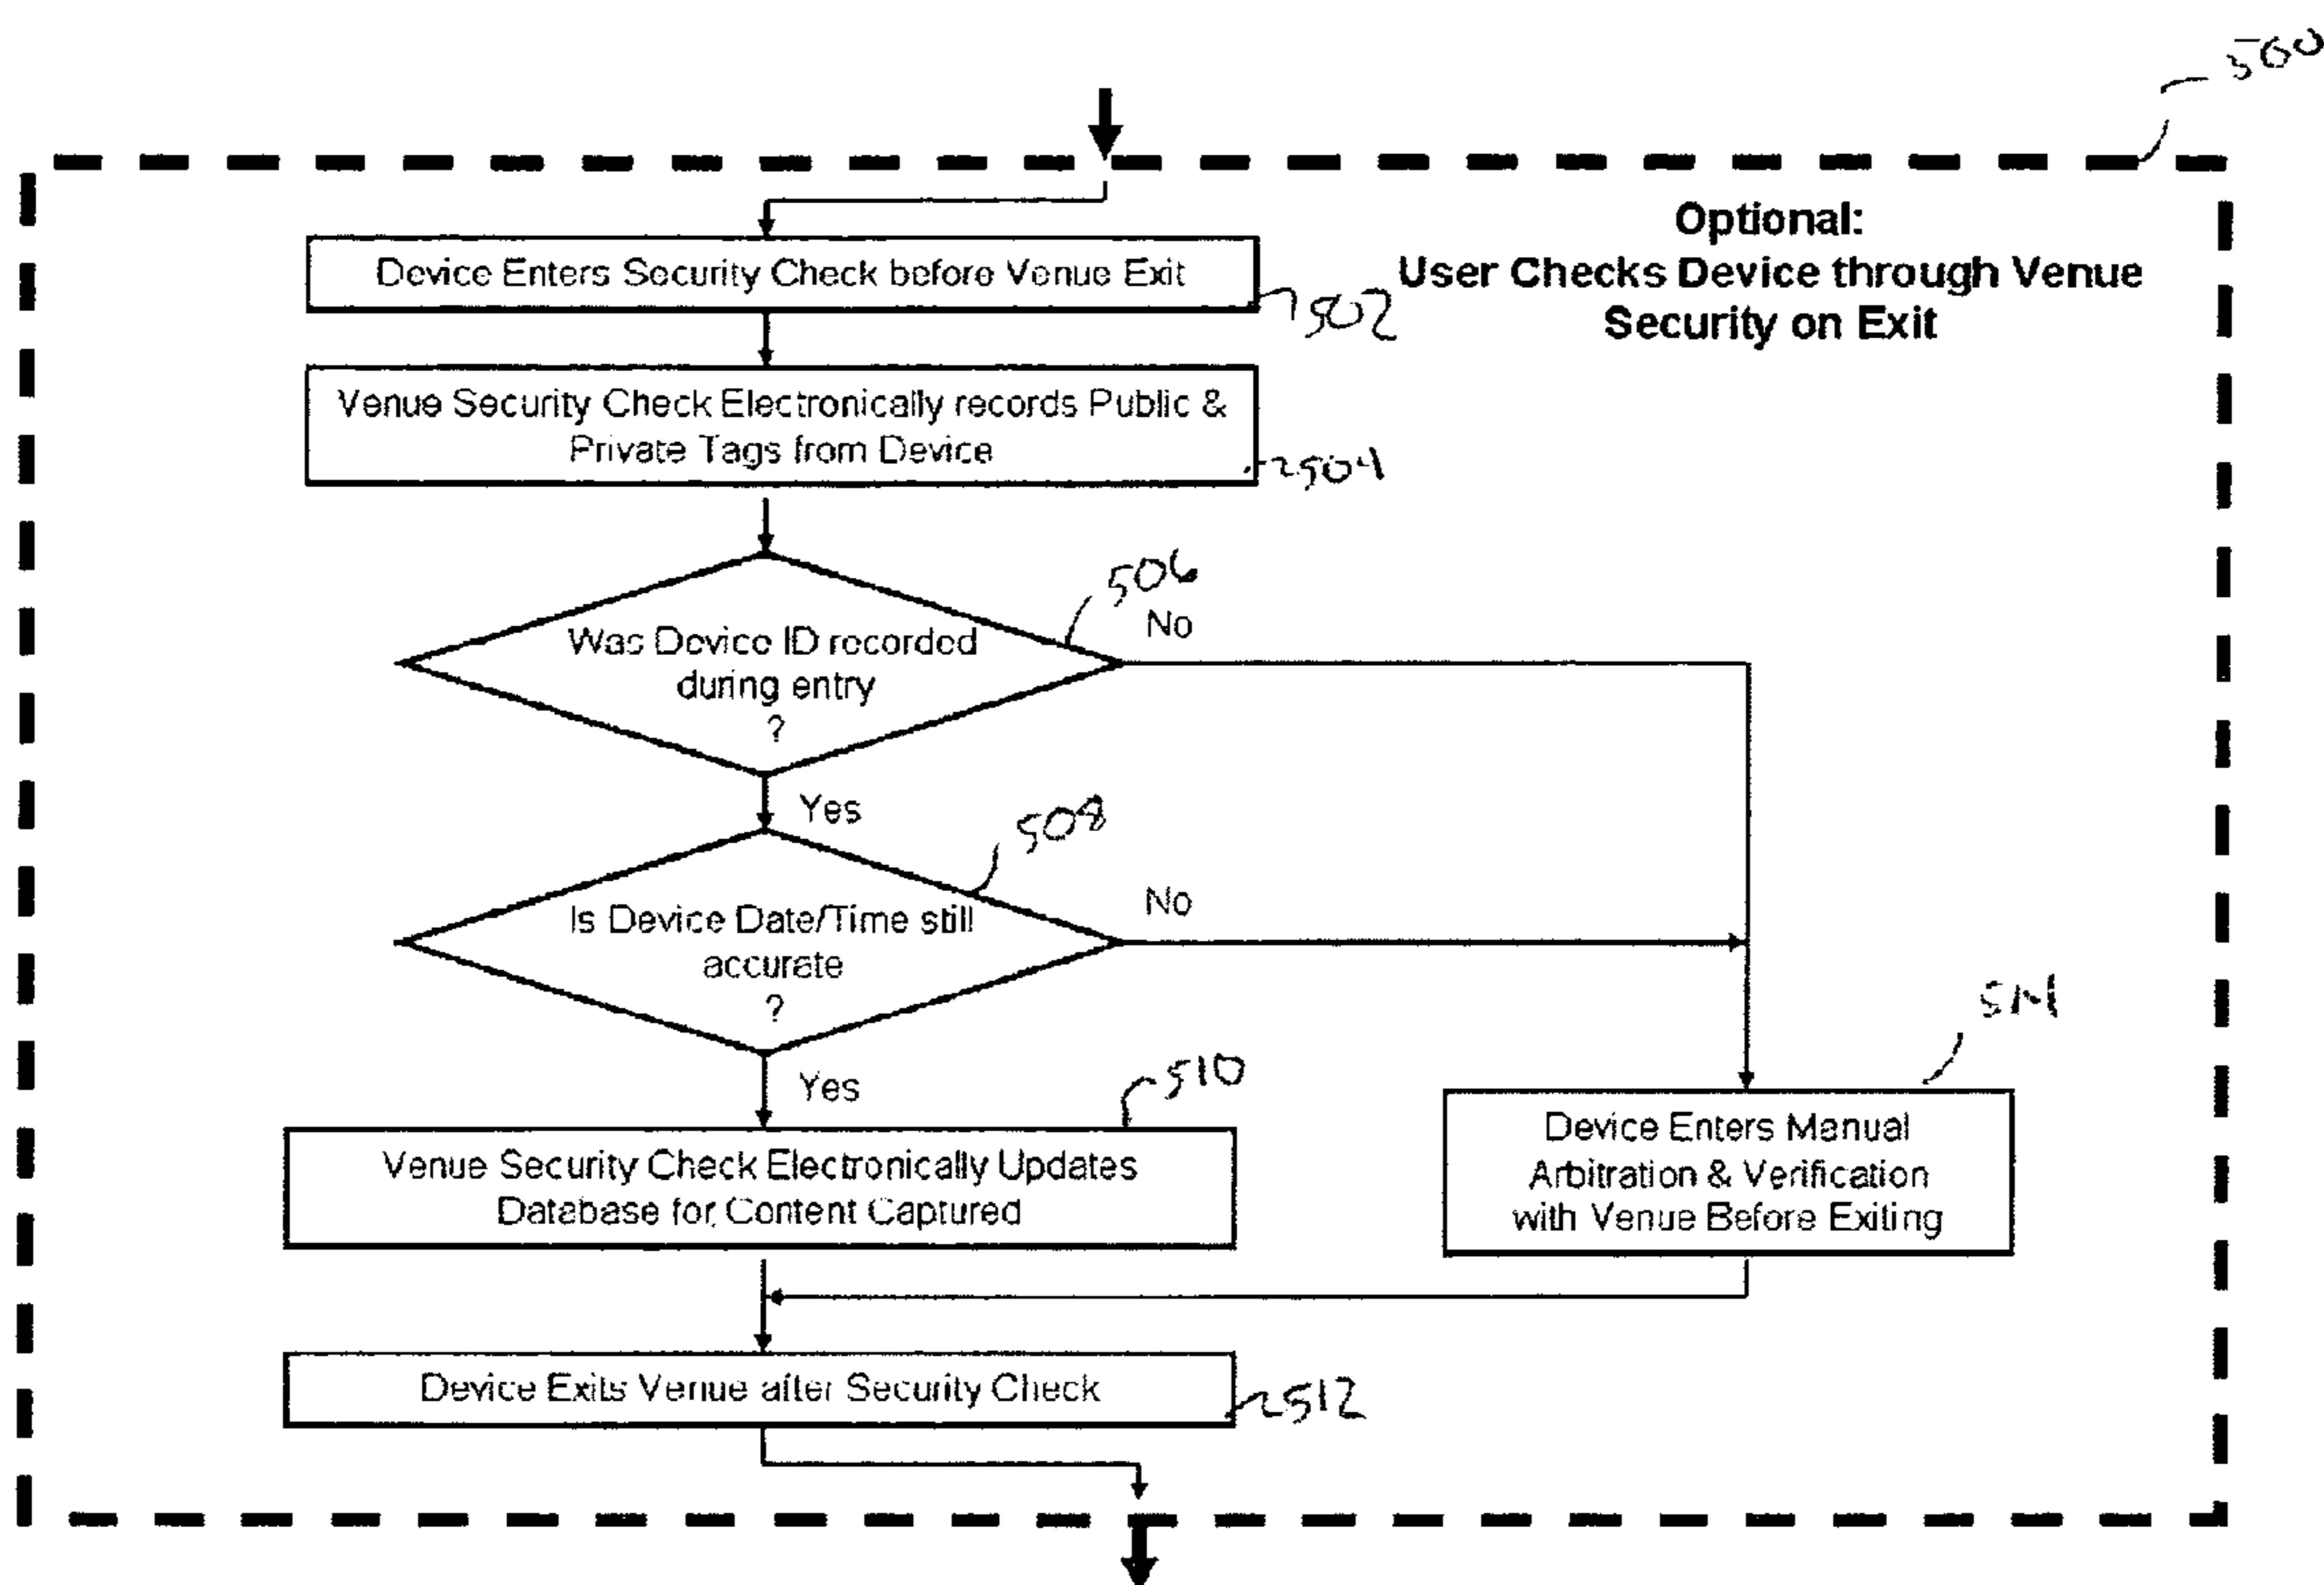 500
Optional:
User Checks Device through Venue
Security on Exit
Device Enters Security Check before Venue Exit
502
Venue Security Check Electronically records Public &
Private Tags from Device
504
506
Was Device ID recorded
during entry
?
No
Yes
508
Is Device Date/Time still
accurate
?
No
Yes
510
Venue Security Check Electronically Updates
Database for Content Captured
514
Device Enters Manual
Arbitration & Verification
with Venue Before Exiting
Device Exits Venue after Security Check
512